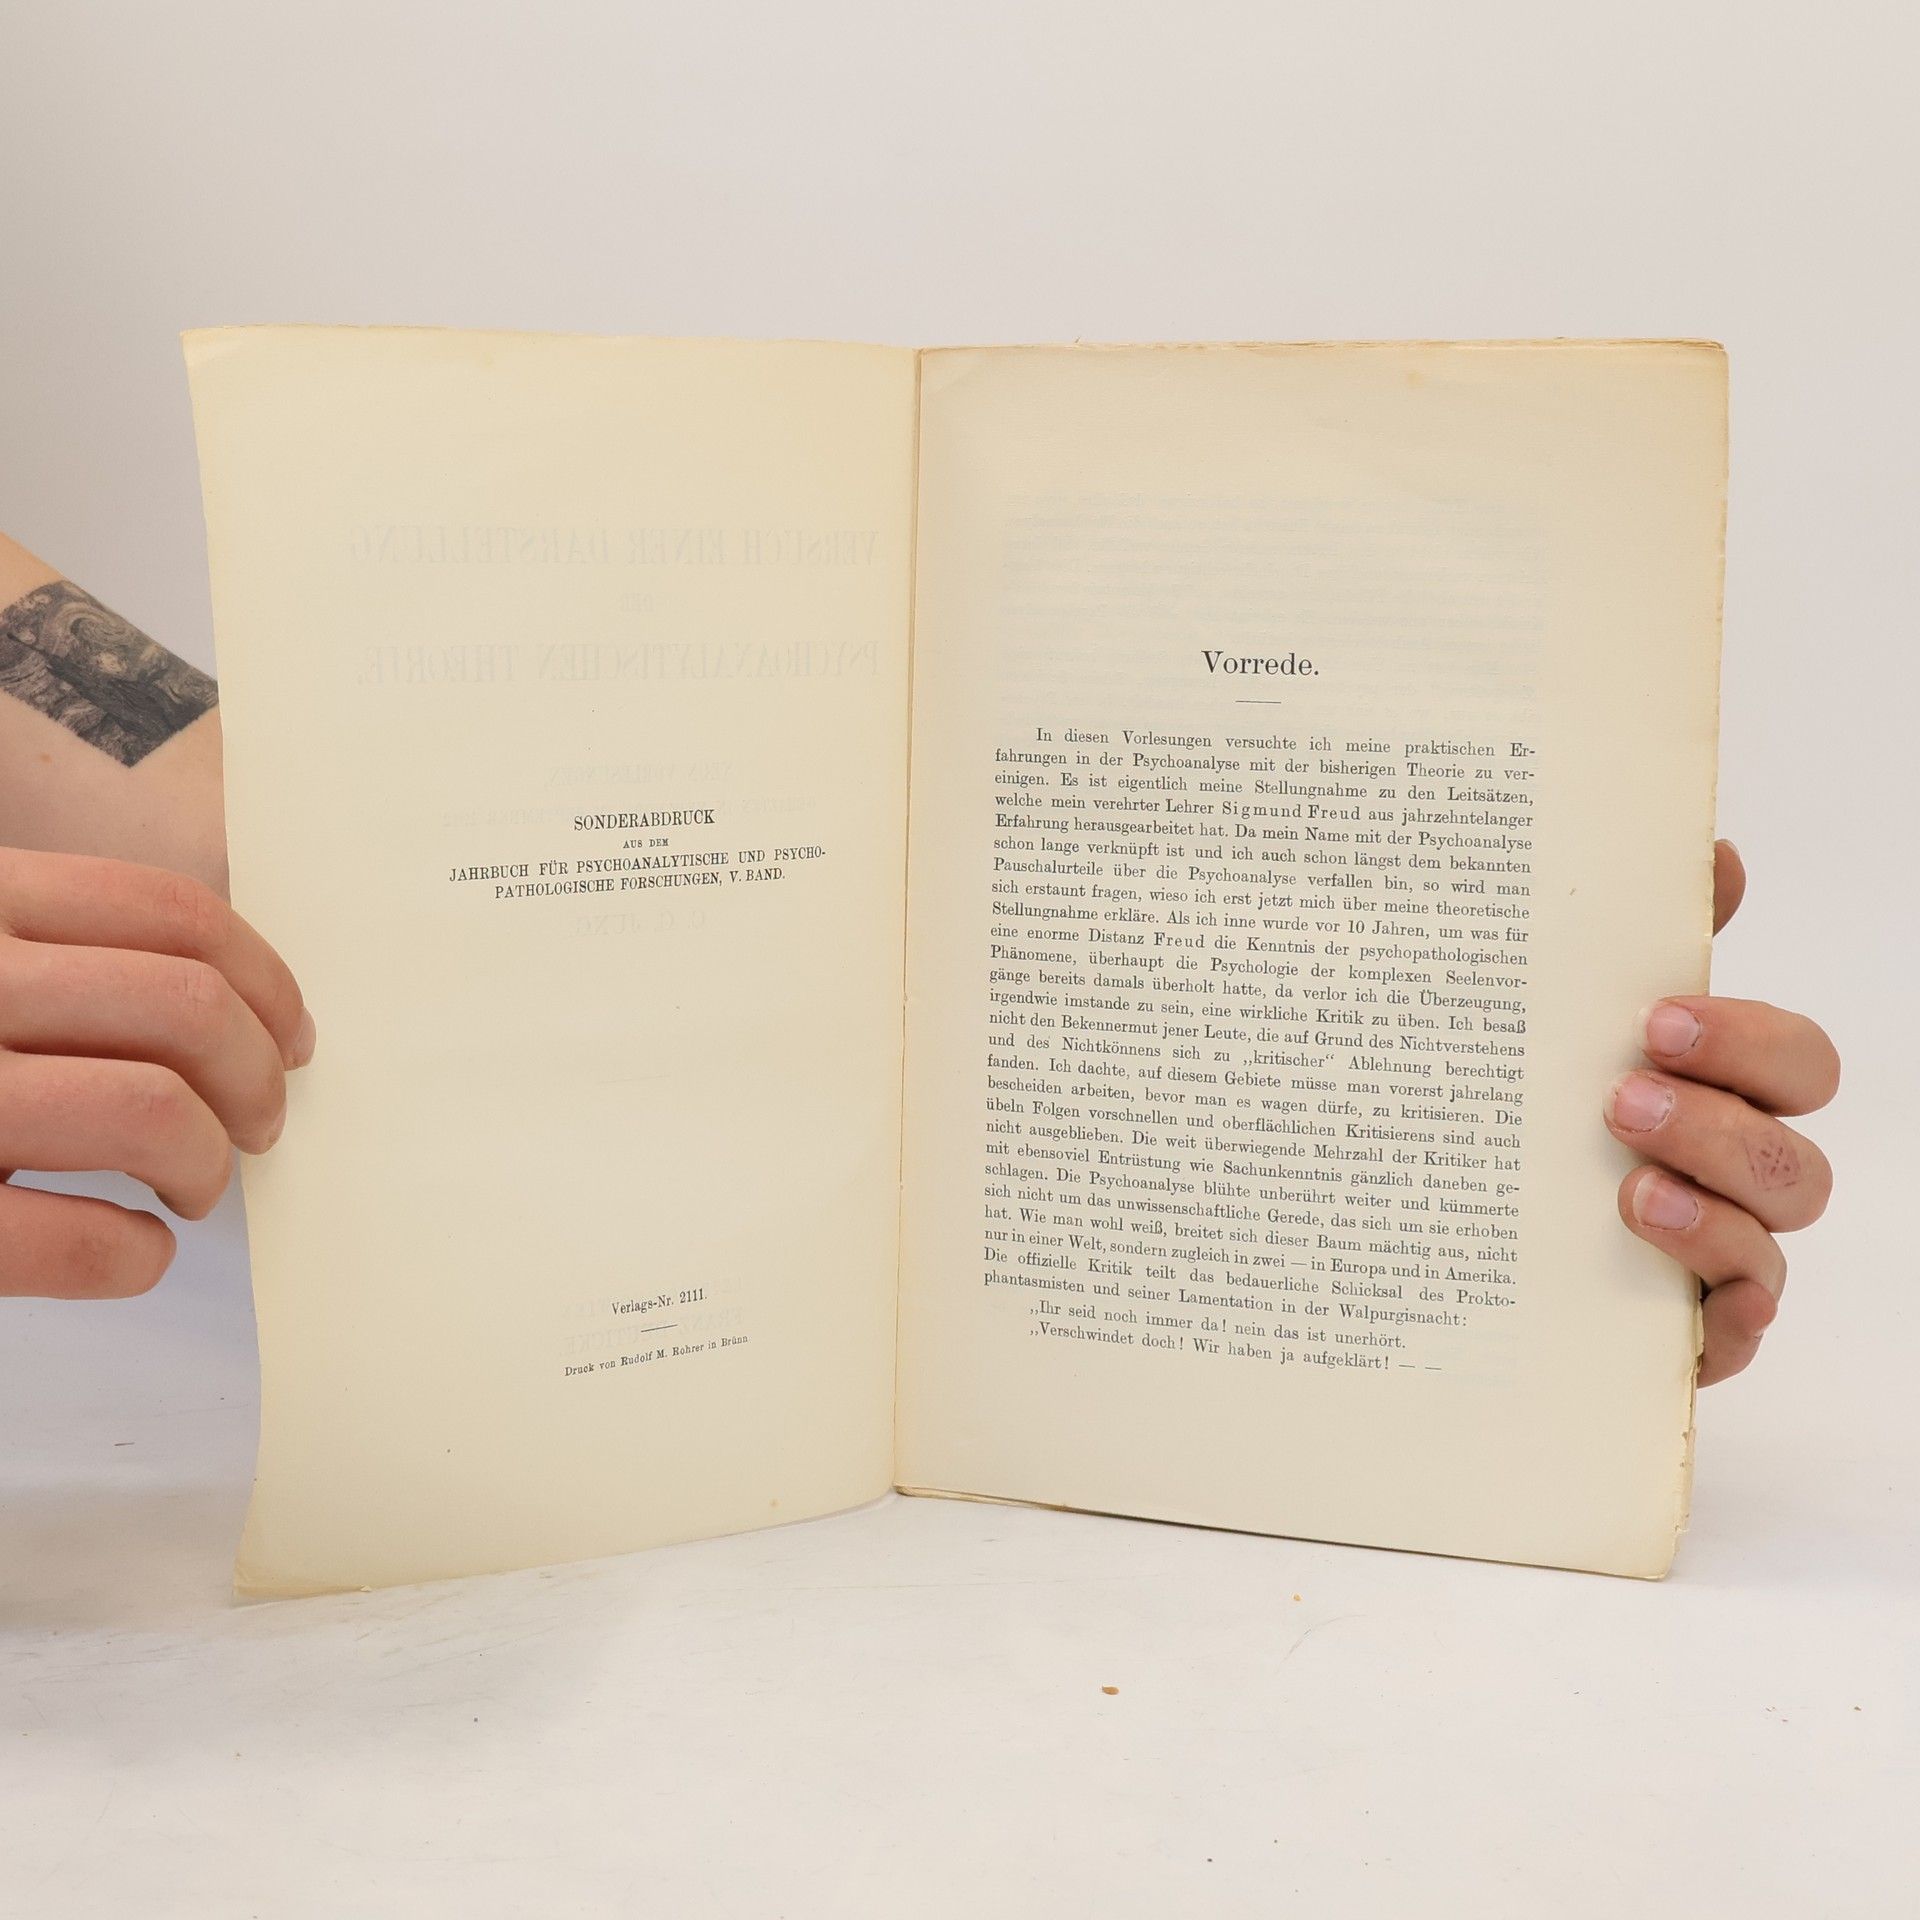 SONDERABDRUCK
AUS DEM
JAHRBUCH FÜR PSYCHOANALYTISCHE UND PSYCHO-
PATHOLOGISCHE FORSCHUNGEN, V. BAND.
Verlags-Nr. 2111.
Druck von Rudolf M. Rohrer in Brünn
Vorrede.
In diesen Vorlesungen versuchte ich meine praktischen Er-
fahrungen in der Psychoanalyse mit der bisherigen Theorie zu ver-
einigen. Es ist eigentlich meine Stellungnahme zu den Leitsätzen,
welche mein verehrter Lehrer Sigmund Freud aus jahrzehntelanger
Erfahrung herausgearbeitet hat. Da mein Name mit der Psychoanalyse
schon lange verknüpft ist und ich auch schon längst dem bekannten
Pauschalurteile über die Psychoanalyse verfallen bin, so wird man
sich erstaunt fragen, wieso ich erst jetzt mich über meine theoretische
Stellungnahme erkläre. Als ich inne wurde vor 10 Jahren, um was für
eine enorme Distanz Freud die Kenntnis der psychopathologischen
Phänomene, überhaupt die Psychologie der komplexen Seelenvor-
gänge bereits damals überholt hatte, da verlor ich die Überzeugung,
irgendwie imstande zu sein, eine wirkliche Kritik zu üben. Ich besaß
nicht den Bekennermut jener Leute, die auf Grund des Nichtverstehens
und des Nichtkönnens sich zu „kritischer“ Ablehnung berechtigt
fanden. Ich dachte, auf diesem Gebiete müsse man vorerst jahrelang
bescheiden arbeiten, bevor man es wagen dürfe, zu kritisieren. Die
übeln Folgen vorschnellen und oberflächlichen Kritisierens sind auch
nicht ausgeblieben. Die weit überwiegende Mehrzahl der Kritiker hat
mit ebensoviel Entrüstung wie Sachunkenntnis gänzlich daneben ge-
schlagen. Die Psychoanalyse blühte unberührt weiter und kümmerte
sich nicht um das unwissenschaftliche Gerede, das sich um sie erhoben
hat. Wie man wohl weiß, breitet sich dieser Baum mächtig aus, nicht
nur in einer Welt, sondern zugleich in zwei — in Europa und in Amerika.
Die offizielle Kritik teilt das bedauerliche Schicksal des Prokto-
phantasmisten und seiner Lamentation in der Walpurgisnacht:
„Ihr seid noch immer da! nein das ist unerhört.
„Verschwindet doch! Wir haben ja aufgeklärt! — —